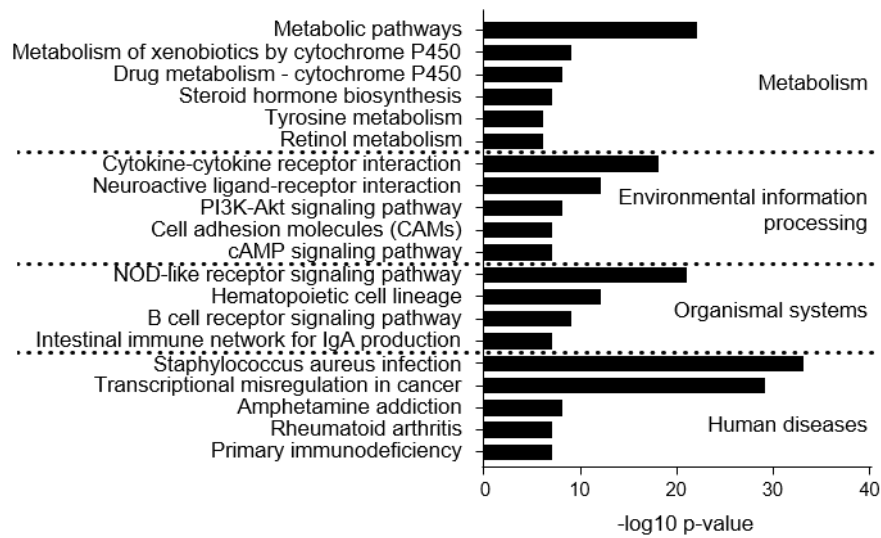 Metabolic pathways
Metabolism of xenobiotics by cytochrome P450
Drug metabolism - cytochrome P450
Steroid hormone biosynthesis
Tyrosine metabolism
Retinol metabolism
Metabolism
Cytokine-cytokine receptor interaction
Neuroactive ligand-receptor interaction
PI3K-Akt signaling pathway
Cell adhesion molecules (CAMs)
cAMP signaling pathway
Environmental information
processing
NOD-like receptor signaling pathway
Hematopoietic cell lineage
B cell receptor signaling pathway
Intestinal immune network for IgA production
Organismal systems
Staphylococcus aureus infection
Transcriptional misregulation in cancer
Amphetamine addiction
Rheumatoid arthritis
Primary immunodeficiency
Human diseases
0 10 20 30 40
-log10 p-value